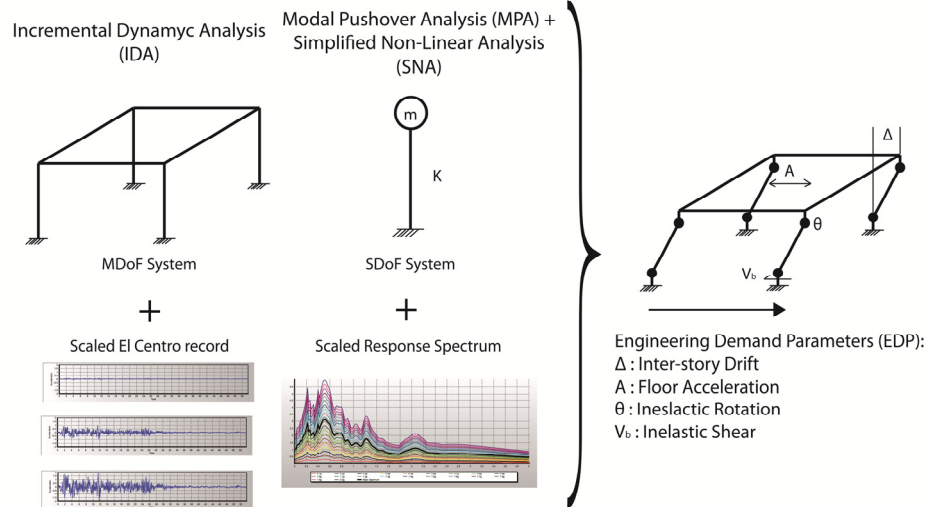 Incremental Dynamyc Analysis
(IDA)
MDoF System
+
Scaled El Centro record
Modal Pushover Analysis (MPA) +
Simplified Non-Linear Analysis
(SNA)
m
K
SDoF System
+
Scaled Response Spectrum
Δ
A
θ
Vb
Engineering Demand Parameters (EDP):
Δ : Inter-story Drift
A : Floor Acceleration
θ : Ineslactic Rotation
Vb : Inelastic Shear